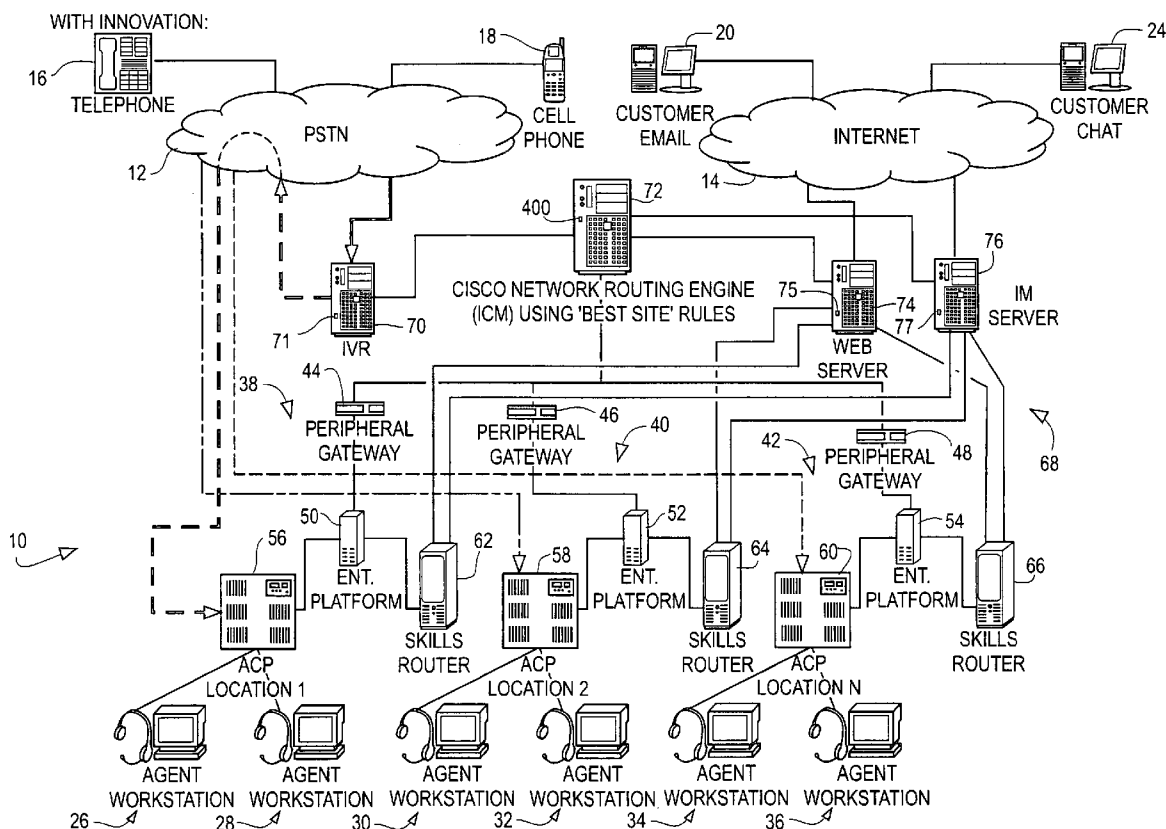 WITH INNOVATION:
16
TELEPHONE
18
CELL
PHONE
20
CUSTOMER
EMAIL
24
CUSTOMER
CHAT
PSTN
12
INTERNET
14
72
400
CISCO NETWORK ROUTING ENGINE
(ICM) USING 'BEST SITE' RULES
71
70
IVR
75
74
WEB
SERVER
76
77
IM
SERVER
38
44
PERIPHERAL
GATEWAY
46
PERIPHERAL
GATEWAY
40
42
48
PERIPHERAL
GATEWAY
68
10
56
50
ENT.
PLATFORM
62
SKILLS
ROUTER
58
52
ENT.
PLATFORM
64
SKILLS
ROUTER
60
54
ENT.
PLATFORM
66
SKILLS
ROUTER
ACP
LOCATION 1
ACP
LOCATION 2
ACP
LOCATION N
AGENT
WORKSTATION
26
AGENT
WORKSTATION
28
AGENT
WORKSTATION
30
AGENT
WORKSTATION
32
AGENT
WORKSTATION
34
AGENT
WORKSTATION
36